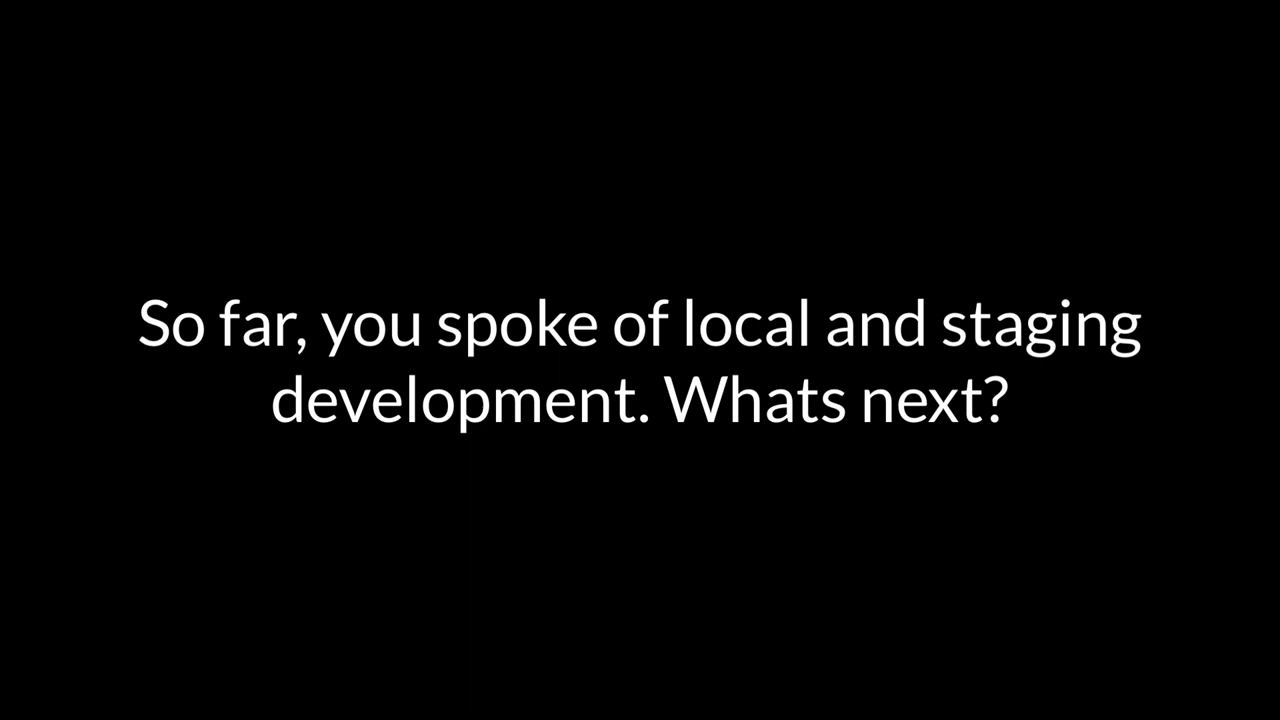 So far, you spoke of local and staging
development. Whats next?